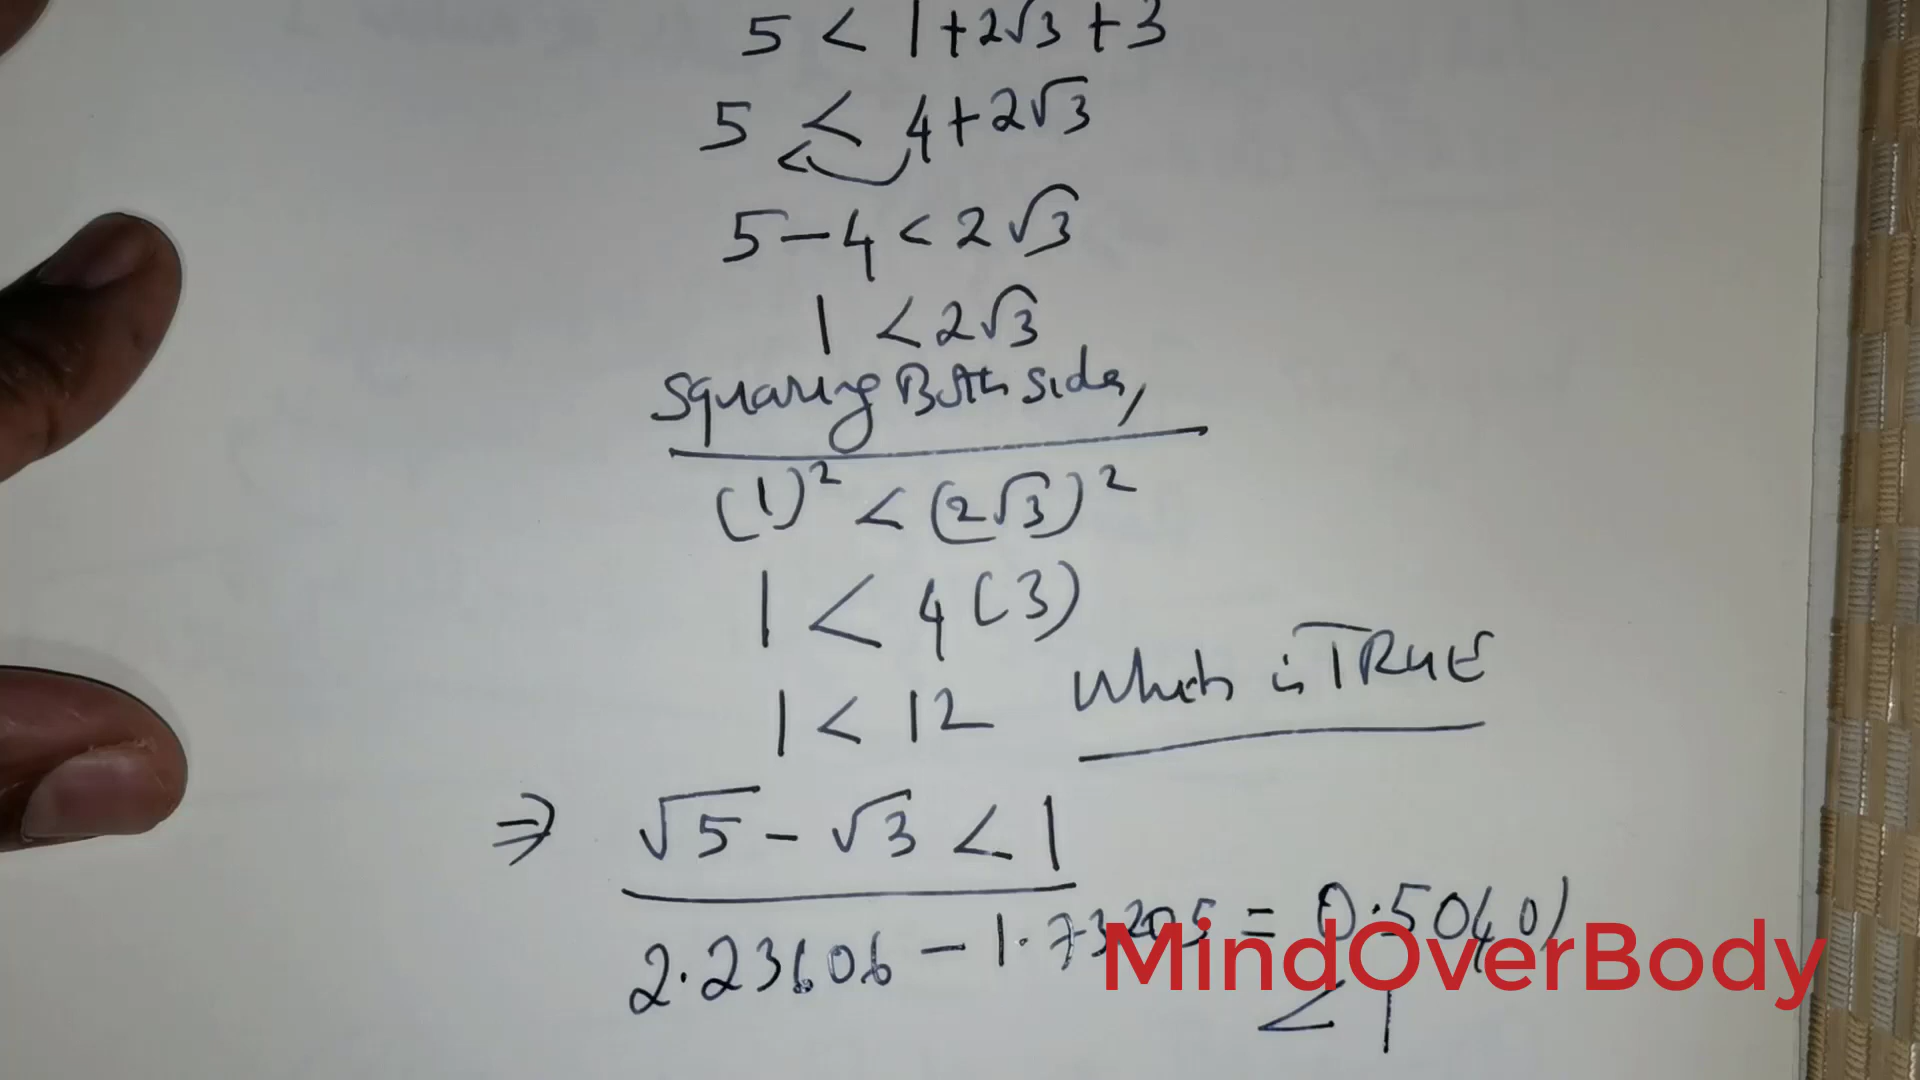 5 < 1+2√3 +3
5 < 4+2√3
5-4 < 2√3
1 < 2√3
Squaring Both sides,
(1)² < (2√3)²
1 < 4(3)
1 < 12 Which is TRUE
⇒ √5 - √3 < 1
2.23606 - 1.73205 = 0.50401
< 1
MindOverBody